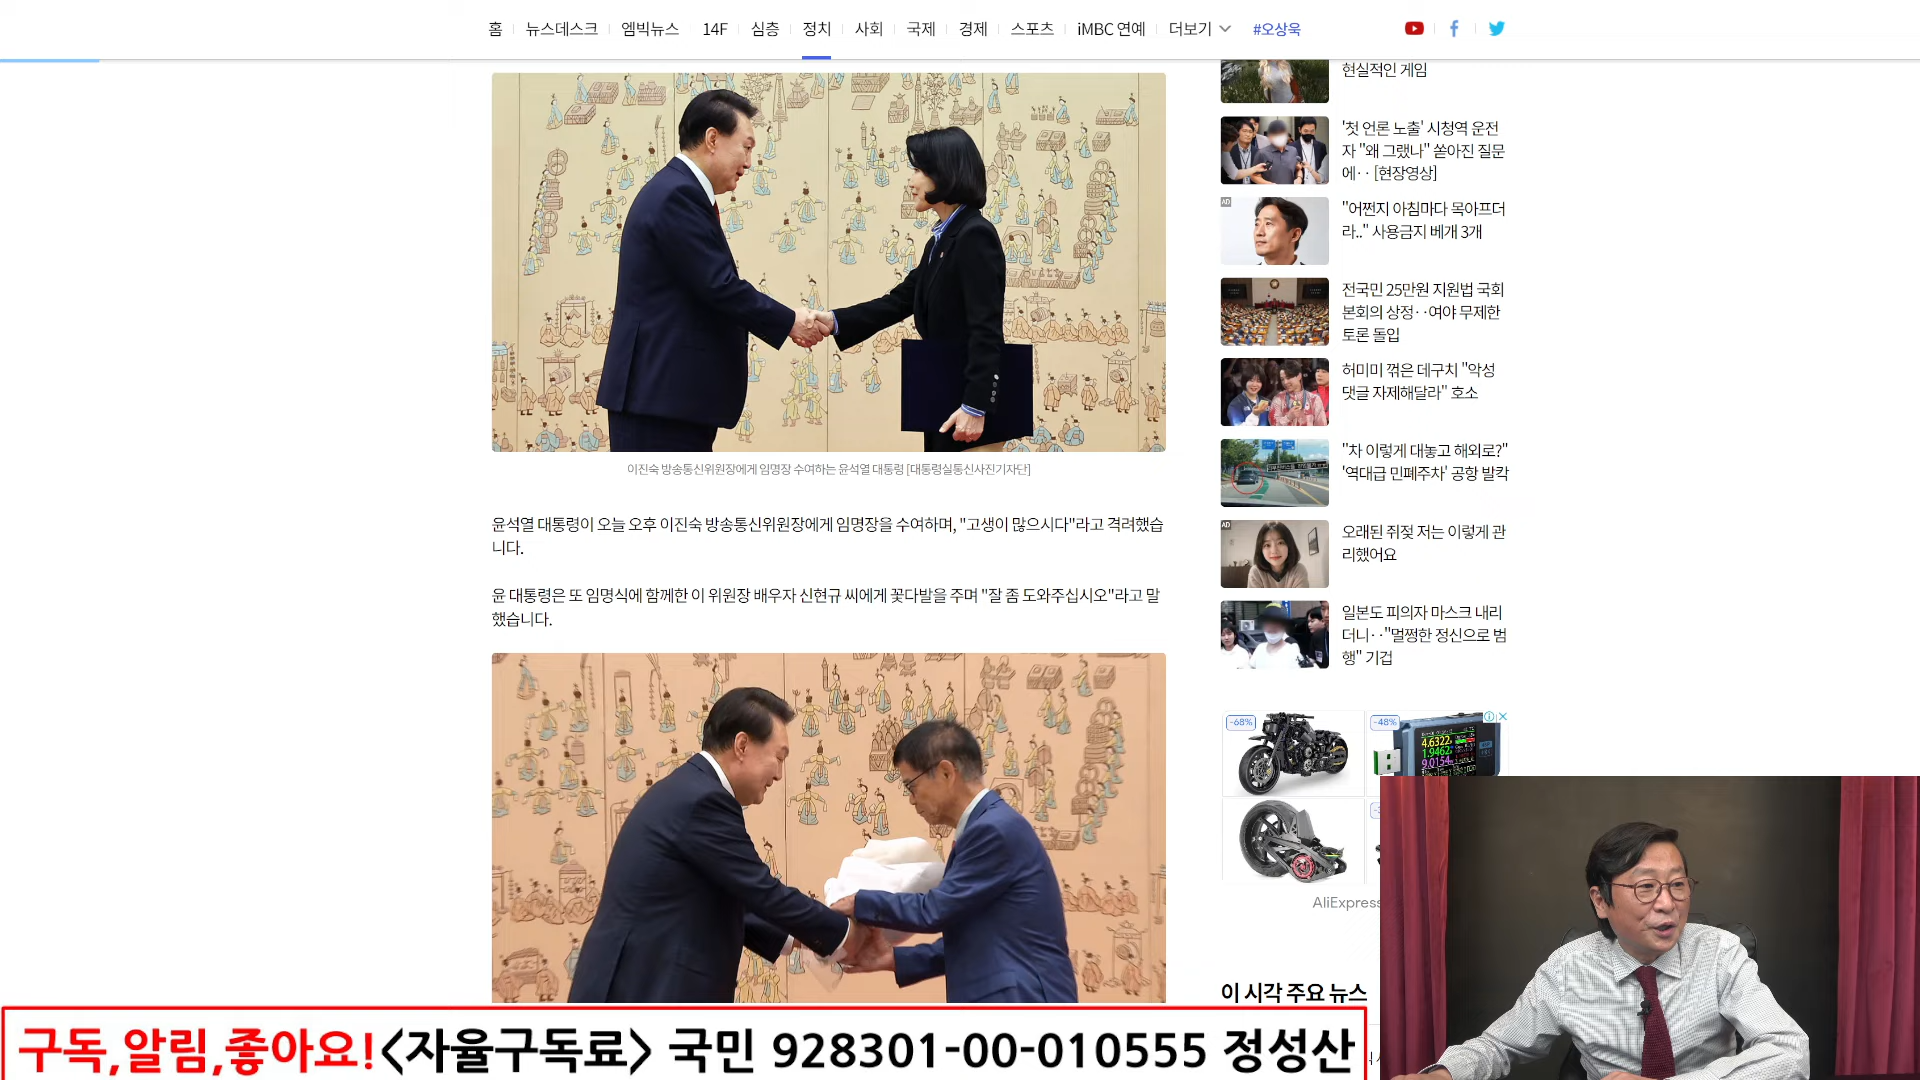 홈 뉴스데스크 엠빅뉴스 14F 심층 정치 사회 국제 경제 스포츠 iMBC 연예 더보기 #오상욱
이진숙 방송통신위원장에게 임명장 수여하는 윤석열 대통령 [대통령실통신사진기자단]
윤석열 대통령이 오늘 오후 이진숙 방송통신위원장에게 임명장을 수여하며, "고생이 많으시다"라고 격려했습
니다.
윤 대통령은 또 임명식에 함께한 이 위원장 배우자 신현규 씨에게 꽃다발을 주며 "잘 좀 도와주십시오"라고 말
했습니다.
현실적인 게임
'첫 언론 노출' 시청역 운전
자 "왜 그랬나" 쏟아진 질문
에‥ [현장영상]
AD
"어쩐지 아침마다 목아프더
라.." 사용금지 베개 3개
전국민 25만원 지원법 국회
본회의 상정‥여야 무제한
토론 돌입
허미미 꺾은 데구치 "악성
댓글 자제해달라" 호소
"차 이렇게 대놓고 해외로?"
'역대급 민폐주차' 공항 발칵
AD
오래된 쥐젖 저는 이렇게 관
리했어요
일본도 피의자 마스크 내리
더니‥"멀쩡한 정신으로 범
행" 기겁
-68%
-48%
4.6322
1.9462
9.0154
AliExpress
이 시각 주요 뉴스
구독,알림,좋아요!<자율구독료> 국민 928301-00-010555 정성산